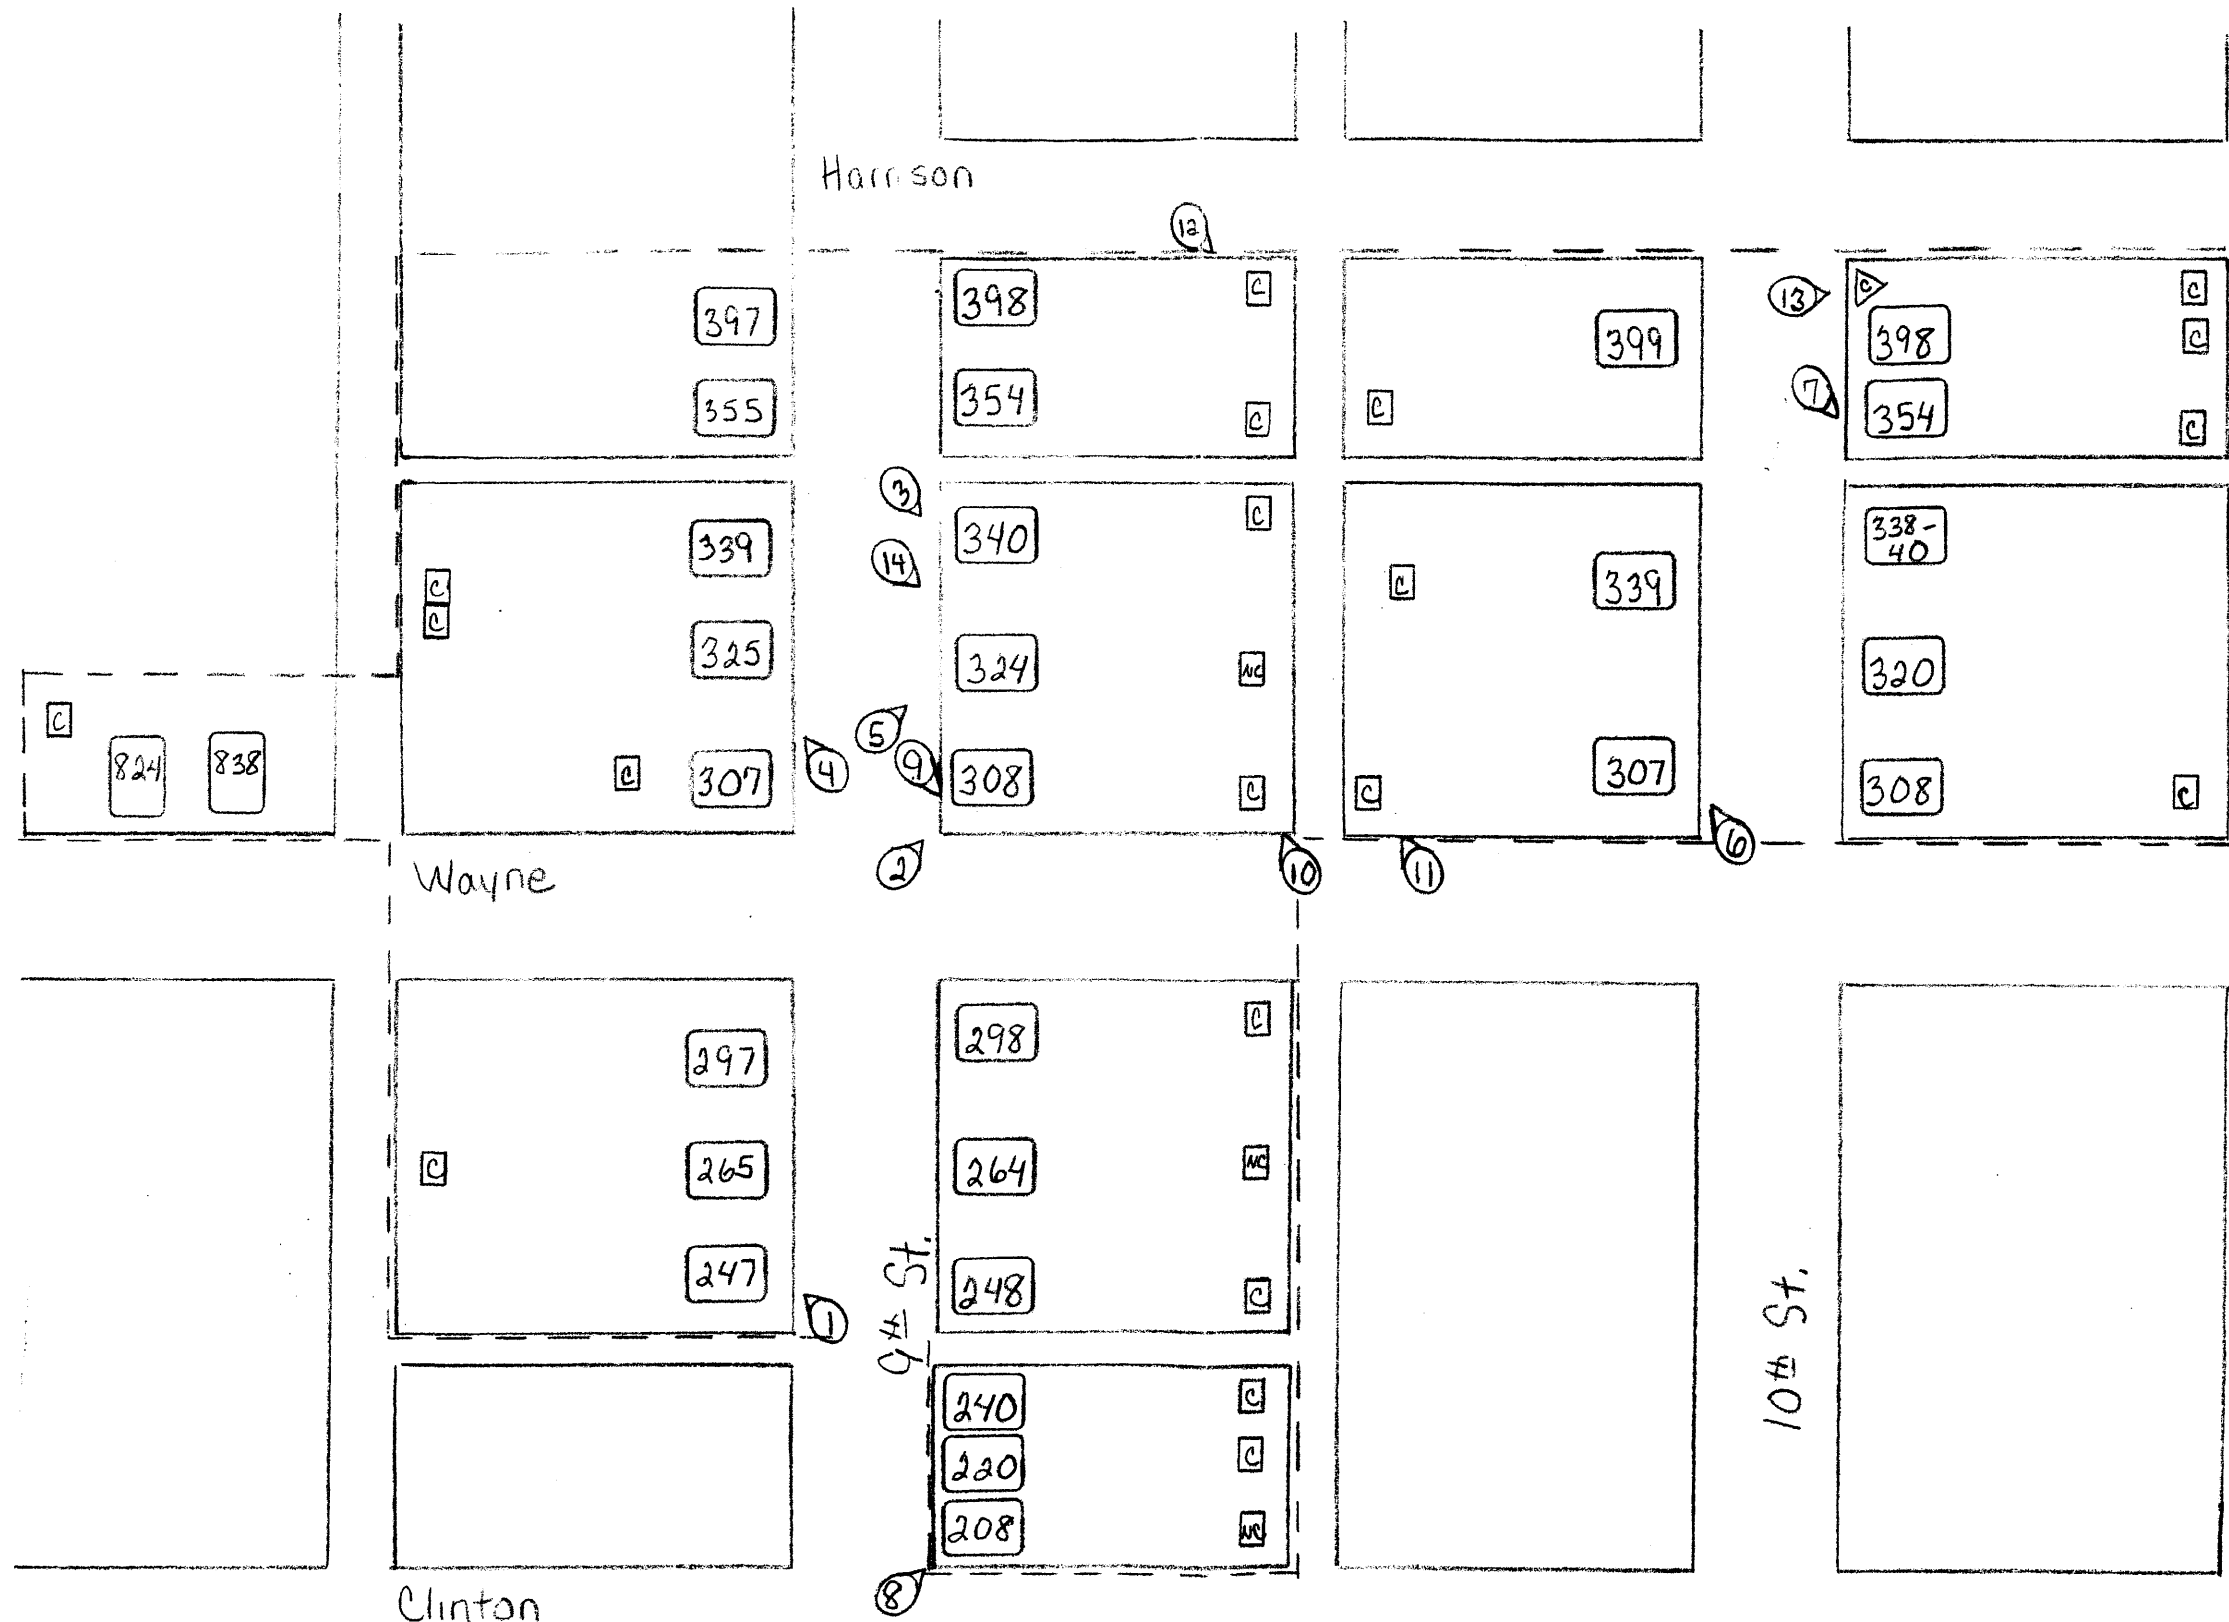 Harrison
12
398
C
13
C
C
397
399
398
C
354
C
7
355
C
354
C
3
340
C
338-
40
339
14
C
C
339
C
325
324
NC
320
C
5
824
838
C
307
4
9
308
C
C
307
308
C
Wayne
2
10
11
6
298
C
297
C
265
264
NC
247
248
C
1
9th St.
10th St.
240
C
220
C
208
NC
8
Clinton